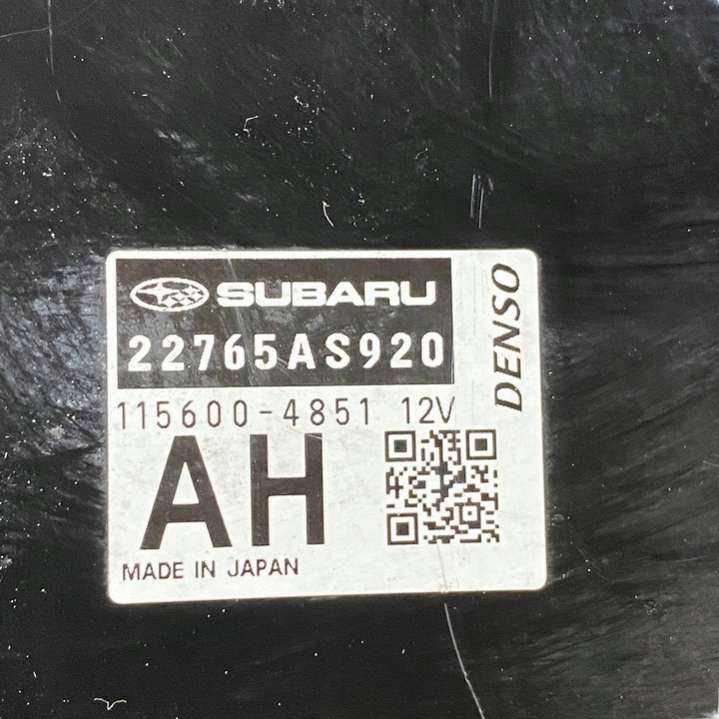 SUBARU
22765AS920
DENSO
115600-4851 12V
AH
MADE IN JAPAN